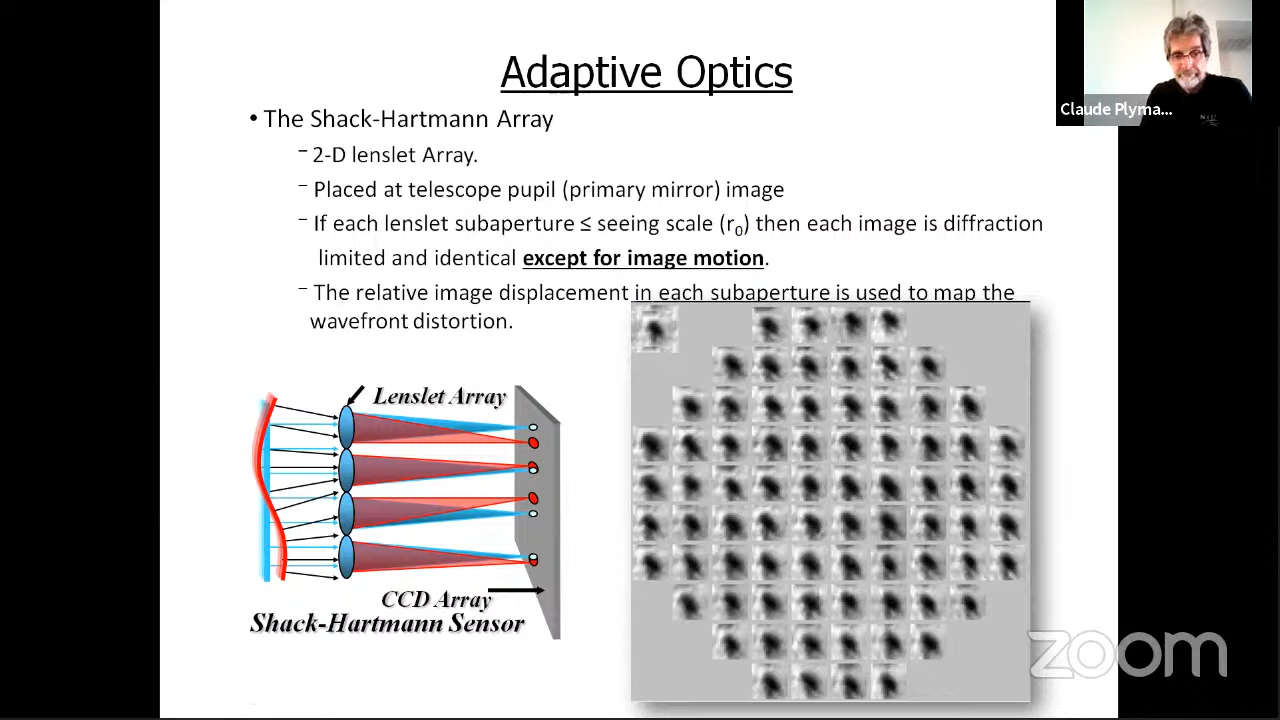 Adaptive Optics
• The Shack-Hartmann Array
– 2-D lenslet Array.
– Placed at telescope pupil (primary mirror) image
– If each lenslet subaperture ≤ seeing scale (r0) then each image is diffraction
limited and identical except for image motion.
– The relative image displacement in each subaperture is used to map the
wavefront distortion.
Lenslet Array
CCD Array
Shack-Hartmann Sensor
Claude Plyma...
zoom